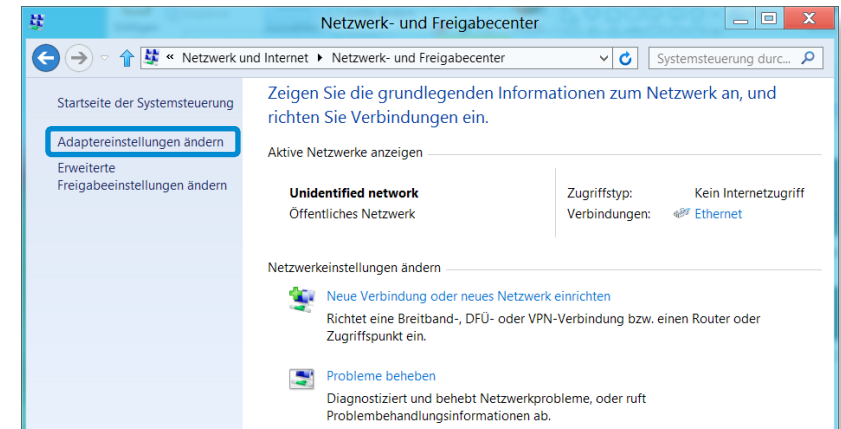 Netzwerk- und Freigabecenter
« Netzwerk und Internet Netzwerk- und Freigabecenter Systemsteuerung durc...
Startseite der Systemsteuerung
Adaptereinstellungen ändern
Erweiterte
Freigabeeinstellungen ändern
Zeigen Sie die grundlegenden Informationen zum Netzwerk an, und
richten Sie Verbindungen ein.
Aktive Netzwerke anzeigen
Unidentified network Zugriffstyp: Kein Internetzugriff
Öffentliches Netzwerk Verbindungen: Ethernet
Netzwerkeinstellungen ändern
Neue Verbindung oder neues Netzwerk einrichten
Richtet eine Breitband-, DFÜ- oder VPN-Verbindung bzw. einen Router oder
Zugriffspunkt ein.
Probleme beheben
Diagnostiziert und behebt Netzwerkprobleme, oder ruft
Problembehandlungsinformationen ab.